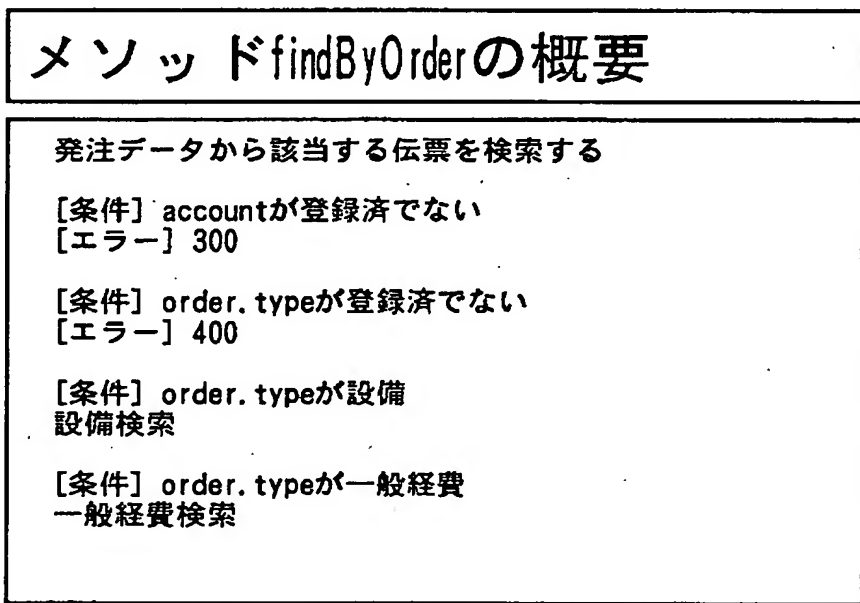 メソッドfindByOrderの概要
発注データから該当する伝票を検索する
[条件] accountが登録済でない
[エラー] 300
[条件] order.typeが登録済でない
[エラー] 400
[条件] order.typeが設備
設備検索
[条件] order.typeが一般経費
一般経費検索